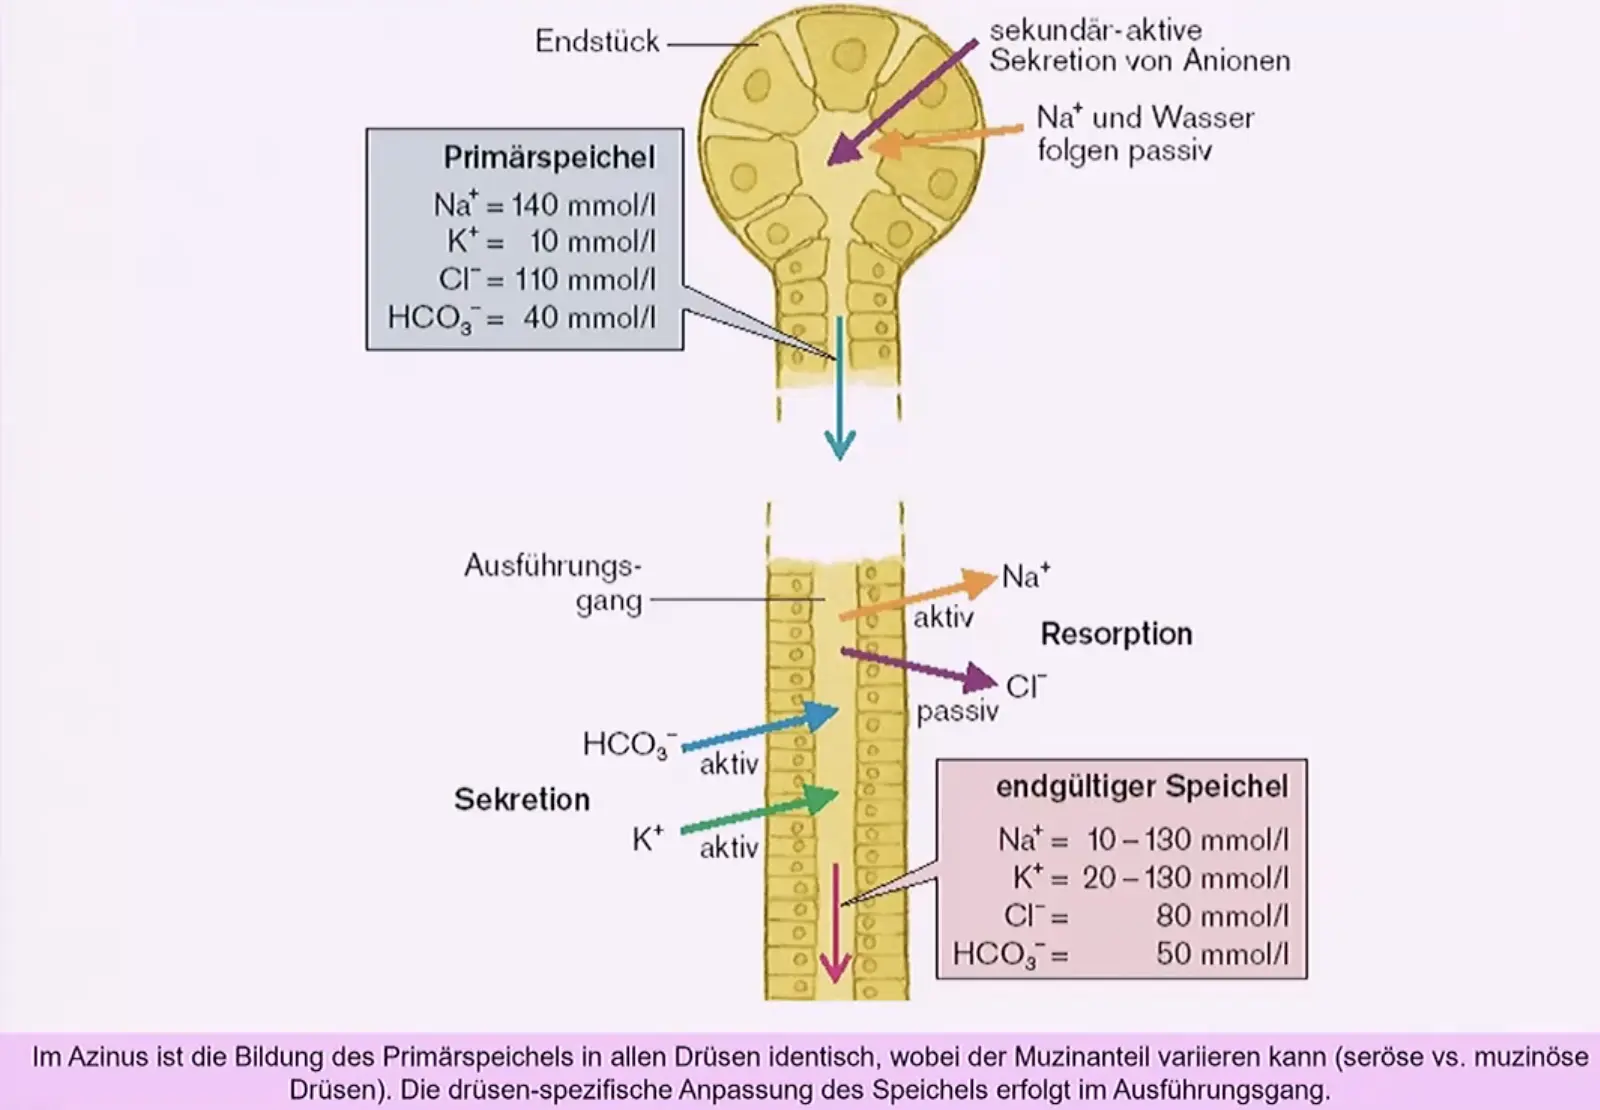 Endstück
sekundär-aktive
Sekretion von Anionen
Na⁺ und Wasser
folgen passiv
Primärspeichel
Na⁺ = 140 mmol/l
K⁺ = 10 mmol/l
Cl⁻ = 110 mmol/l
HCO₃⁻ = 40 mmol/l
Ausführungs-
gang
Na⁺
aktiv
Resorption
Cl⁻
passiv
HCO₃⁻
aktiv
Sekretion
K⁺
aktiv
endgültiger Speichel
Na⁺ = 10 – 130 mmol/l
K⁺ = 20 – 130 mmol/l
Cl⁻ = 80 mmol/l
HCO₃⁻ = 50 mmol/l
Im Azinus ist die Bildung des Primärspeichels in allen Drüsen identisch, wobei der Muzinanteil variieren kann (seröse vs. muzinöse
Drüsen). Die drüsen-spezifische Anpassung des Speichels erfolgt im Ausführungsgang.